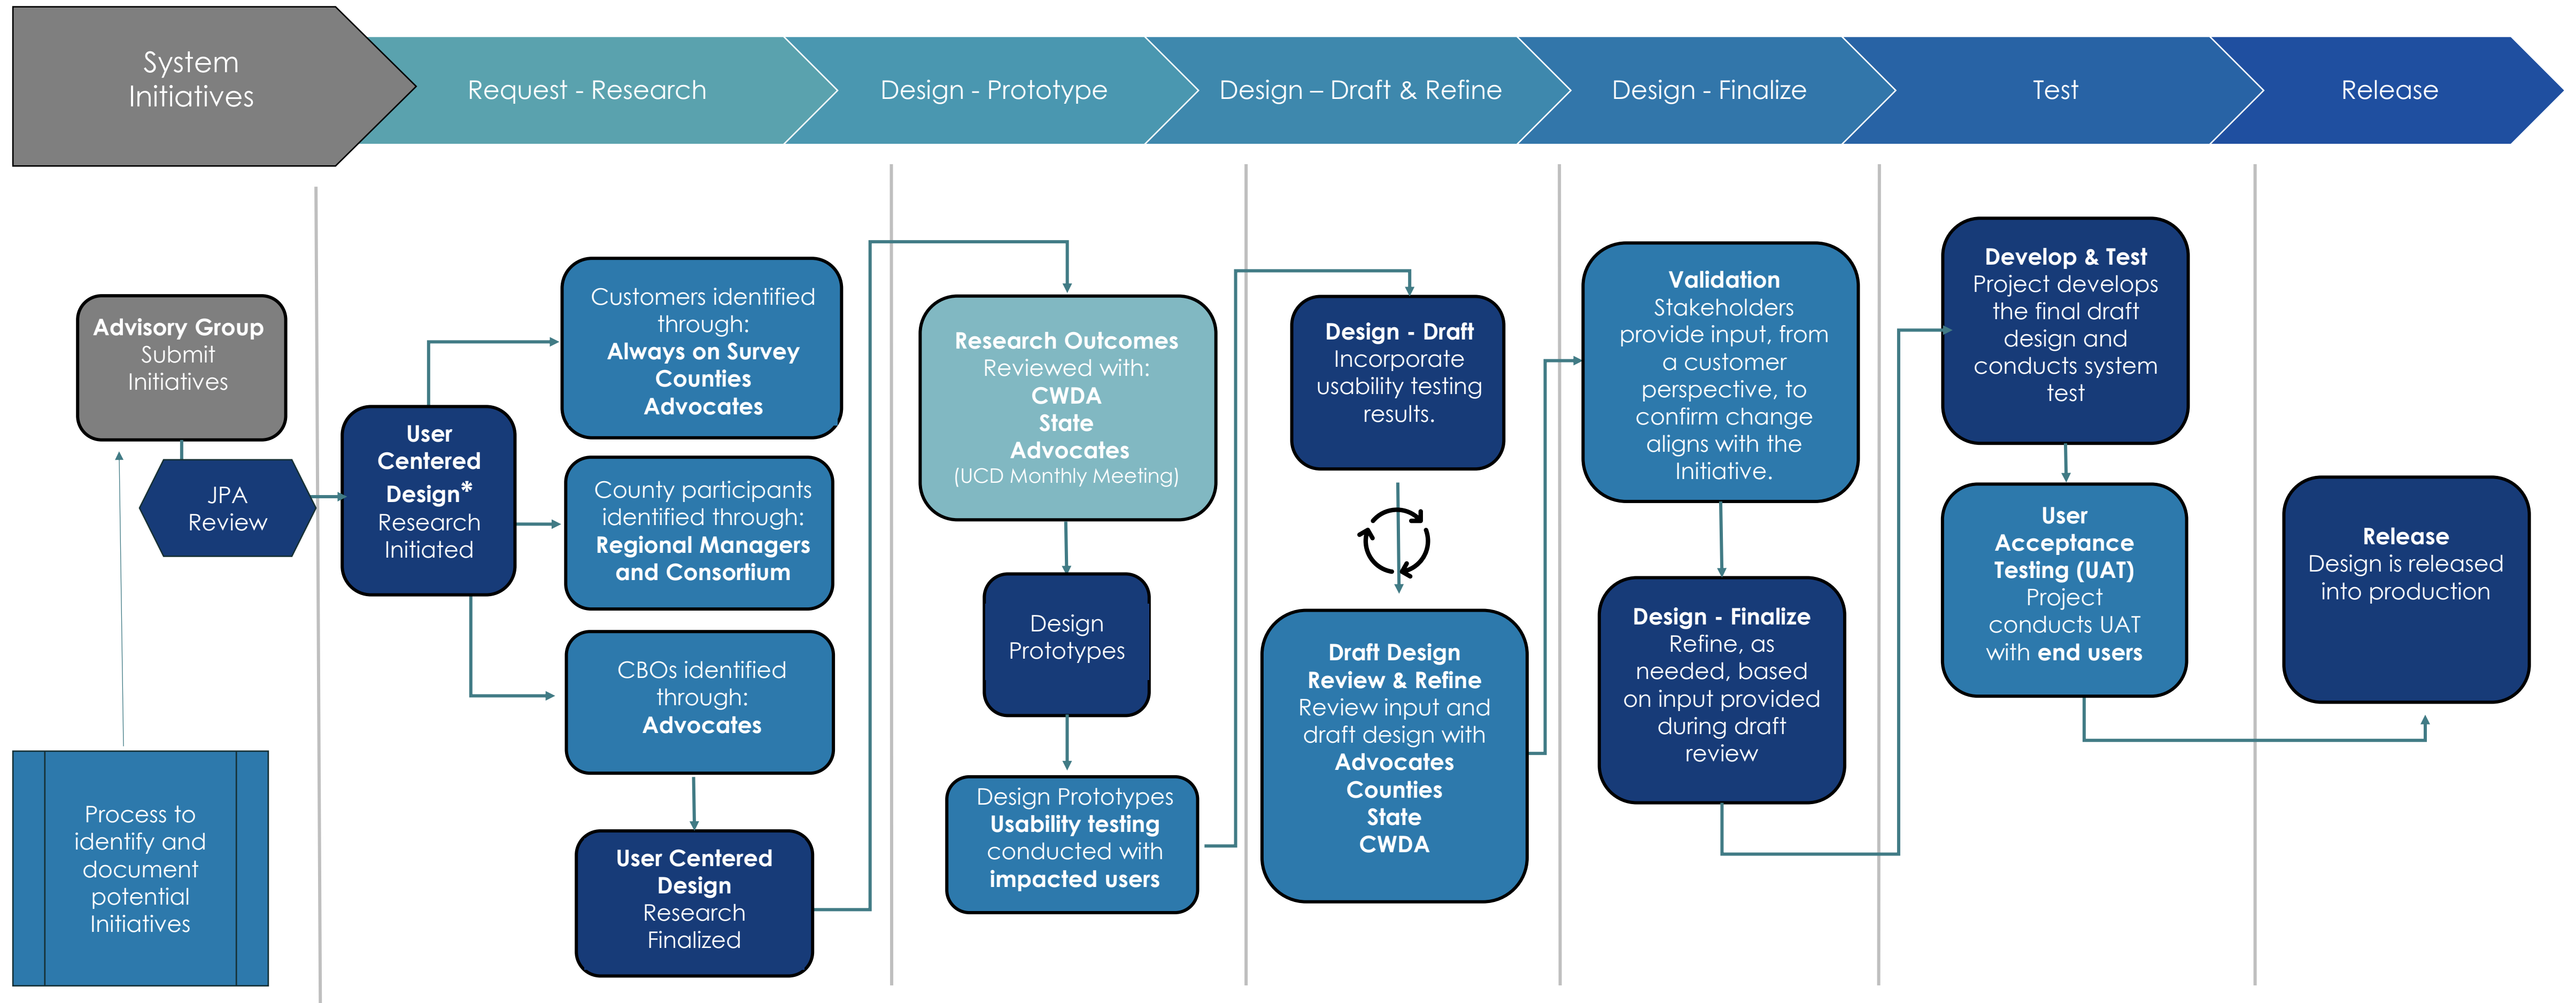 System
Initiatives
Request - Research
Design - Prototype
Design – Draft & Refine
Design - Finalize
Test
Release
Advisory Group
Submit
Initiatives
JPA
Review
Process to
identify and
document
potential
Initiatives
User
Centered
Design*
Research
Initiated
Customers identified
through:
Always on Survey
Counties
Advocates
County participants
identified through:
Regional Managers
and Consortium
CBOs identified
through:
Advocates
User Centered
Design
Research
Finalized
Research Outcomes
Reviewed with:
CWDA
State
Advocates
(UCD Monthly Meeting)
Design
Prototypes
Design Prototypes
Usability testing
conducted with
impacted users
Design - Draft
Incorporate
usability testing
results.
Draft Design
Review & Refine
Review input and
draft design with
Advocates
Counties
State
CWDA
Validation
Stakeholders
provide input, from
a customer
perspective, to
confirm change
aligns with the
Initiative.
Design - Finalize
Refine, as
needed, based
on input provided
during draft
review
Develop & Test
Project develops
the final draft
design and
conducts system
test
User
Acceptance
Testing (UAT)
Project
conducts UAT
with end users
Release
Design is released
into production